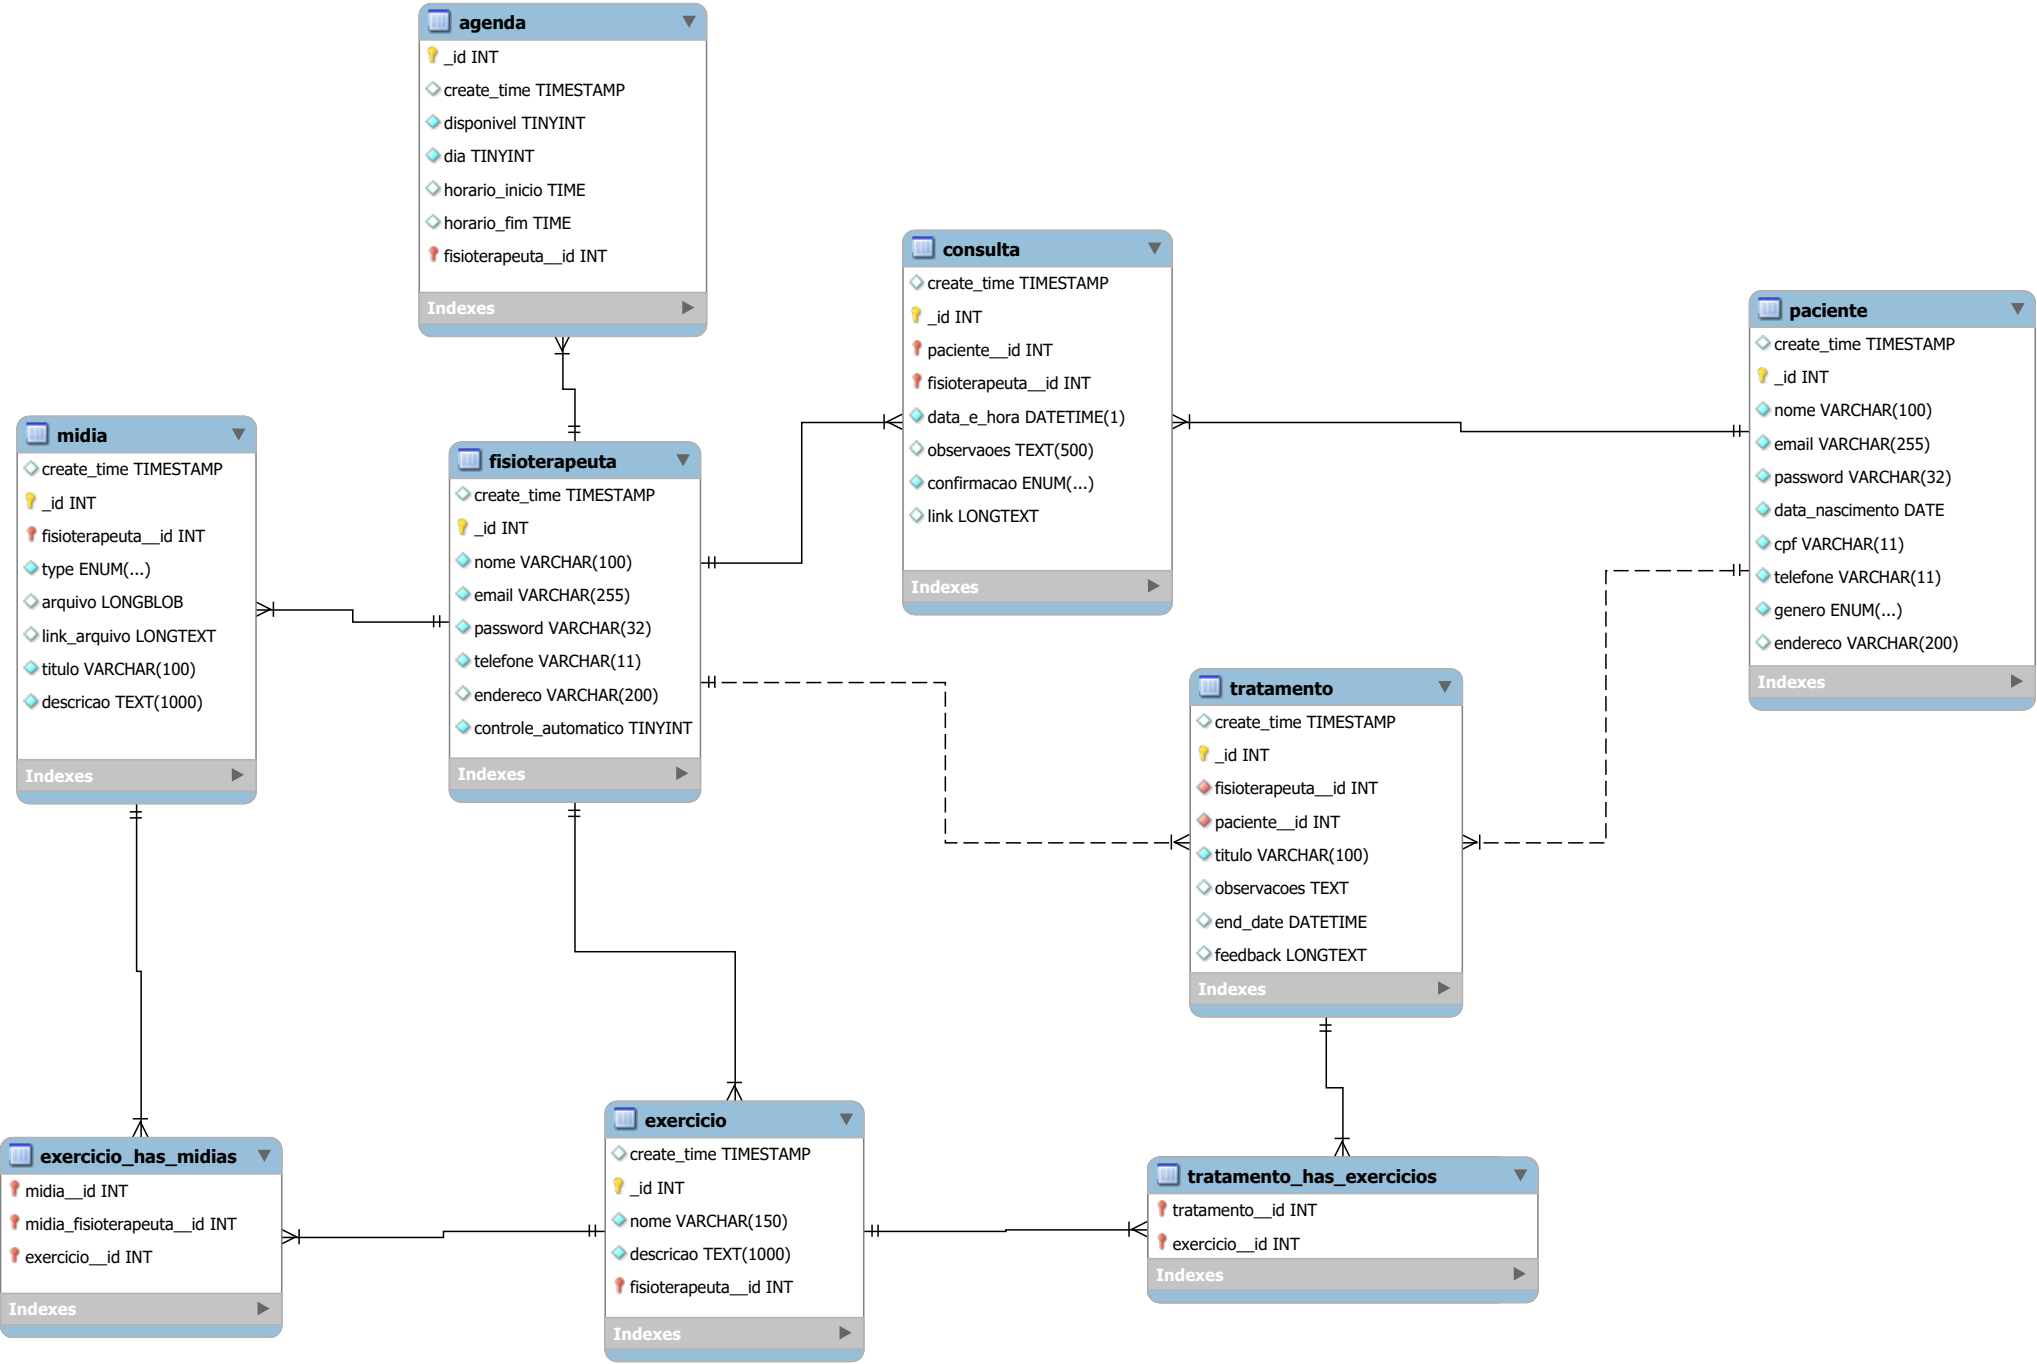 agenda
_id INT
create_time TIMESTAMP
disponivel TINYINT
dia TINYINT
horario_inicio TIME
horario_fim TIME
fisioterapeuta__id INT
Indexes
consulta
create_time TIMESTAMP
_id INT
paciente__id INT
fisioterapeuta__id INT
data_e_hora DATETIME(1)
observaoes TEXT(500)
confirmacao ENUM(...)
link LONGTEXT
Indexes
paciente
create_time TIMESTAMP
_id INT
nome VARCHAR(100)
email VARCHAR(255)
password VARCHAR(32)
data_nascimento DATE
cpf VARCHAR(11)
telefone VARCHAR(11)
genero ENUM(...)
endereco VARCHAR(200)
Indexes
midia
create_time TIMESTAMP
_id INT
fisioterapeuta__id INT
type ENUM(...)
arquivo LONGBLOB
link_arquivo LONGTEXT
titulo VARCHAR(100)
descricao TEXT(1000)
Indexes
fisioterapeuta
create_time TIMESTAMP
_id INT
nome VARCHAR(100)
email VARCHAR(255)
password VARCHAR(32)
telefone VARCHAR(11)
endereco VARCHAR(200)
controle_automatico TINYINT
Indexes
tratamento
create_time TIMESTAMP
_id INT
fisioterapeuta__id INT
paciente__id INT
titulo VARCHAR(100)
observacoes TEXT
end_date DATETIME
feedback LONGTEXT
Indexes
exercicio_has_midias
midia__id INT
midia_fisioterapeuta__id INT
exercicio__id INT
Indexes
exercicio
create_time TIMESTAMP
_id INT
nome VARCHAR(150)
descricao TEXT(1000)
fisioterapeuta__id INT
Indexes
tratamento_has_exercicios
tratamento__id INT
exercicio__id INT
Indexes